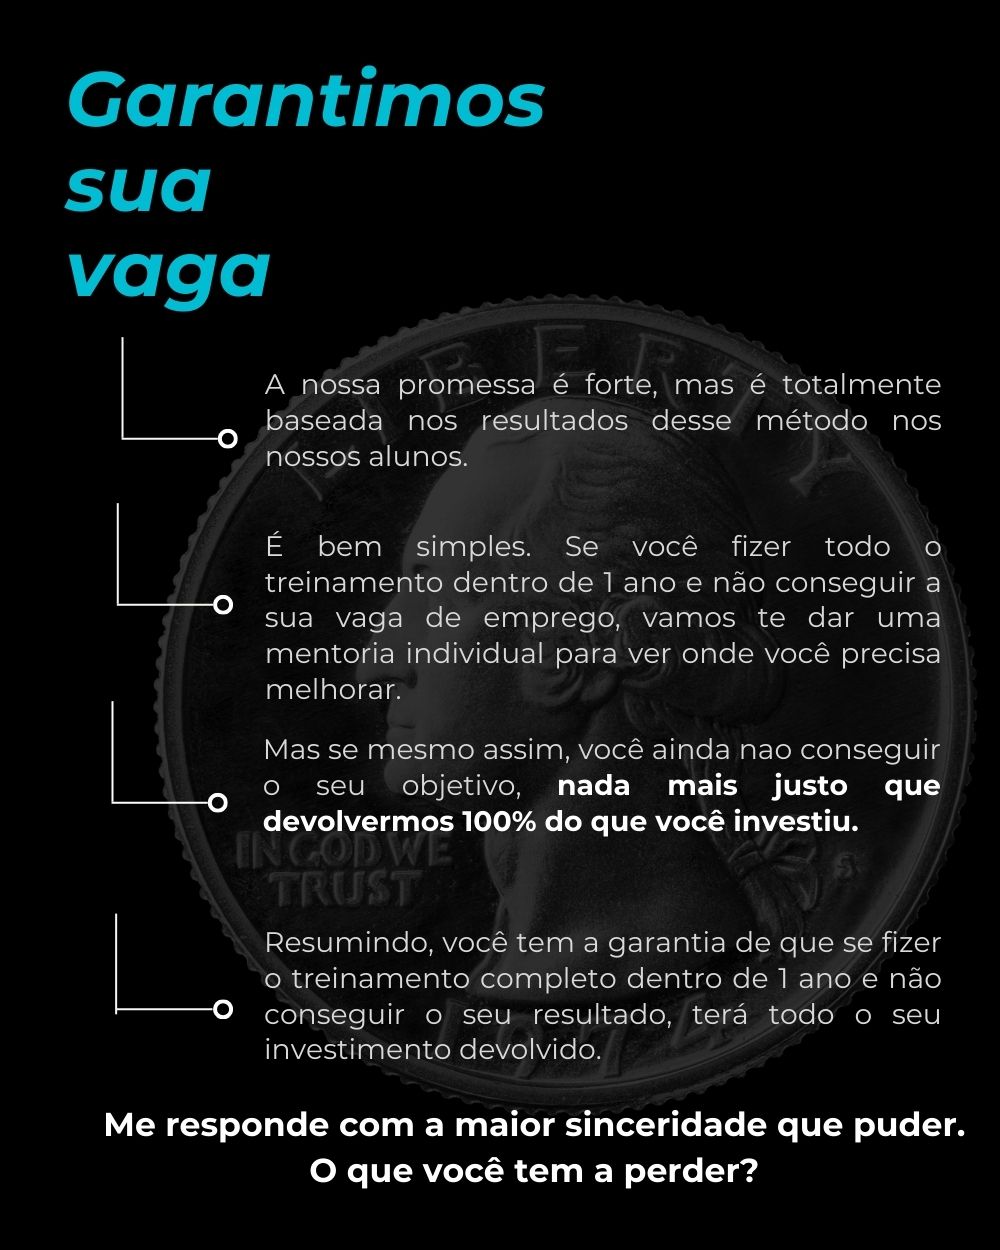 Garantimos
sua
vaga
LIBERTY
A nossa promessa é forte, mas é totalmente
baseada nos resultados desse método nos
nossos alunos.
É bem simples. Se você fizer todo o
treinamento dentro de 1 ano e não conseguir a
sua vaga de emprego, vamos te dar uma
mentoria individual para ver onde você precisa
melhorar.
Mas se mesmo assim, você ainda nao conseguir
o seu objetivo, nada mais justo que
devolvermos 100% do que você investiu.
IN GOD WE
TRUST
S
Resumindo, você tem a garantia de que se fizer
o treinamento completo dentro de 1 ano e não
conseguir o seu resultado, terá todo o seu
investimento devolvido.
1974
Me responde com a maior sinceridade que puder.
O que você tem a perder?